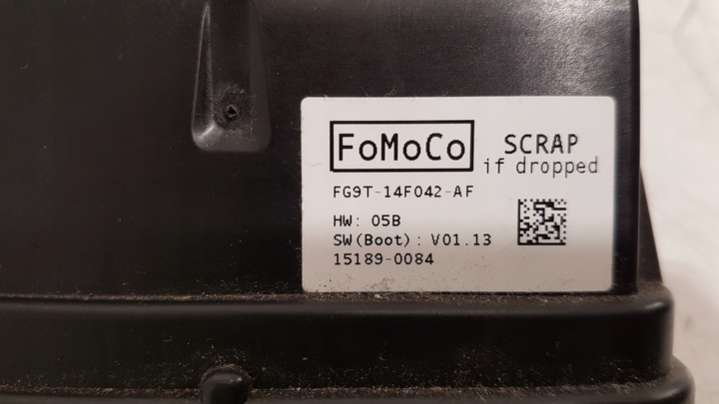 FoMoCo
SCRAP
if dropped
FG9T-14F042-AF
HW: 05B
SW(Boot): V01.13
15189-0084